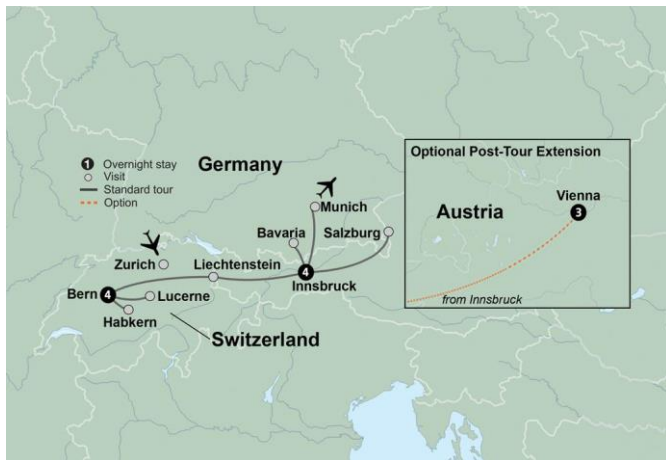 1 Overnight stay
Visit
Standard tour
Option
Germany
Munich
Bavaria
Salzburg
Zurich
Liechtenstein
4
Innsbruck
Bern 4
Lucerne
Habkern
Switzerland
Optional Post-Tour Extension
Vienna
3
Austria
from Innsbruck